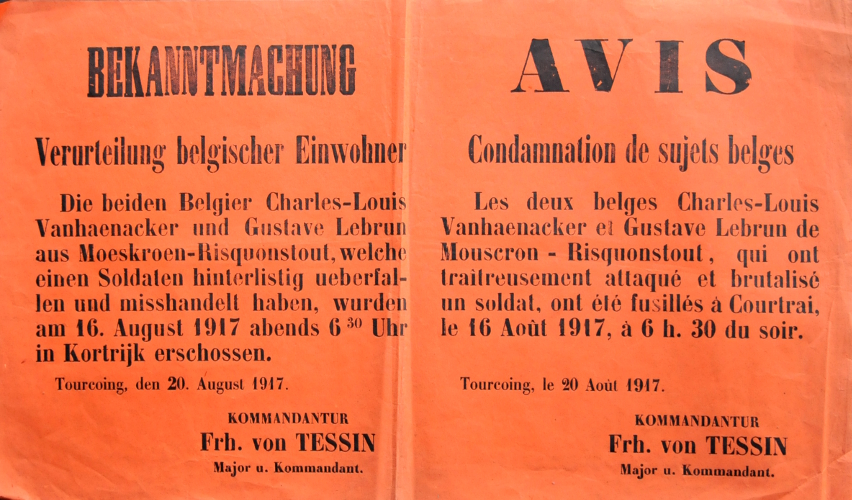 BEKANNTMACHUNG
Verurteilung belgischer Einwohner
Die beiden Belgier Charles-Louis
Vanhaenacker und Gustave Lebrun
aus Moeskroen-Risquonstout, welche
einen Soldaten hinterlistig ueberfal-
len und misshandelt haben, wurden
am 16. August 1917 abends 6 30 Uhr
in Kortrijk erschossen.
Tourcoing, den 20. August 1917.
KOMMANDANTUR
Frh. von TESSIN
Major u. Kommandant.
AVIS
Condamnation de sujets belges
Les deux belges Charles-Louis
Vanhaenacker et Gustave Lebrun de
Mouscron - Risquonstout, qui ont
traîtreusement attaqué et brutalisé
un soldat, ont été fusillés à Courtrai,
le 16 Août 1917, à 6 h. 30 du soir.
Tourcoing, le 20 Août 1917.
KOMMANDANTUR
Frh. von TESSIN
Major u. Kommandant.